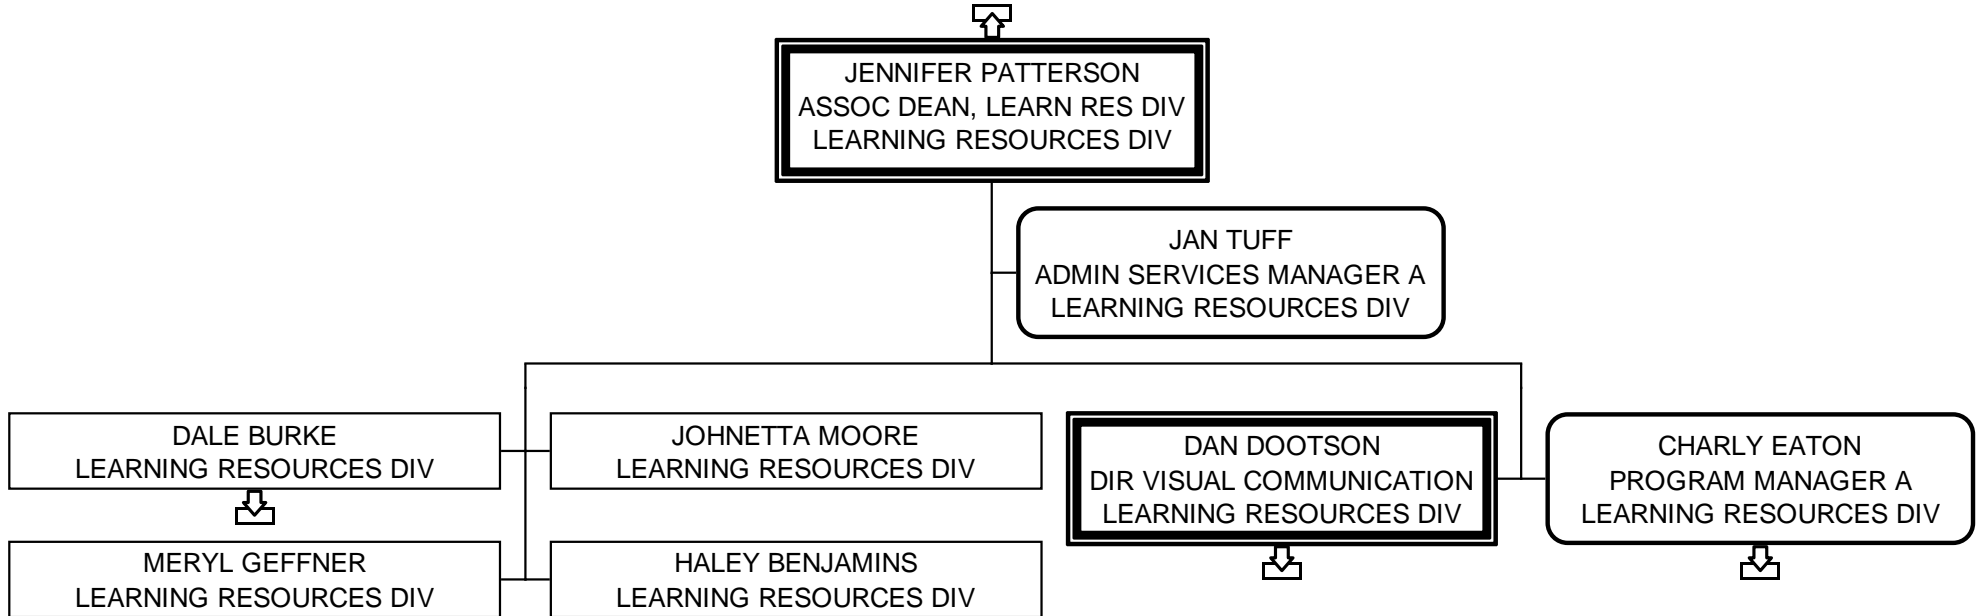 JENNIFER PATTERSON
ASSOC DEAN, LEARN RES DIV
LEARNING RESOURCES DIV
JAN TUFF
ADMIN SERVICES MANAGER A
LEARNING RESOURCES DIV
DALE BURKE
LEARNING RESOURCES DIV
JOHNETTA MOORE
LEARNING RESOURCES DIV
DAN DOOTSON
DIR VISUAL COMMUNICATION
LEARNING RESOURCES DIV
CHARLY EATON
PROGRAM MANAGER A
LEARNING RESOURCES DIV
MERYL GEFFNER
LEARNING RESOURCES DIV
HALEY BENJAMINS
LEARNING RESOURCES DIV